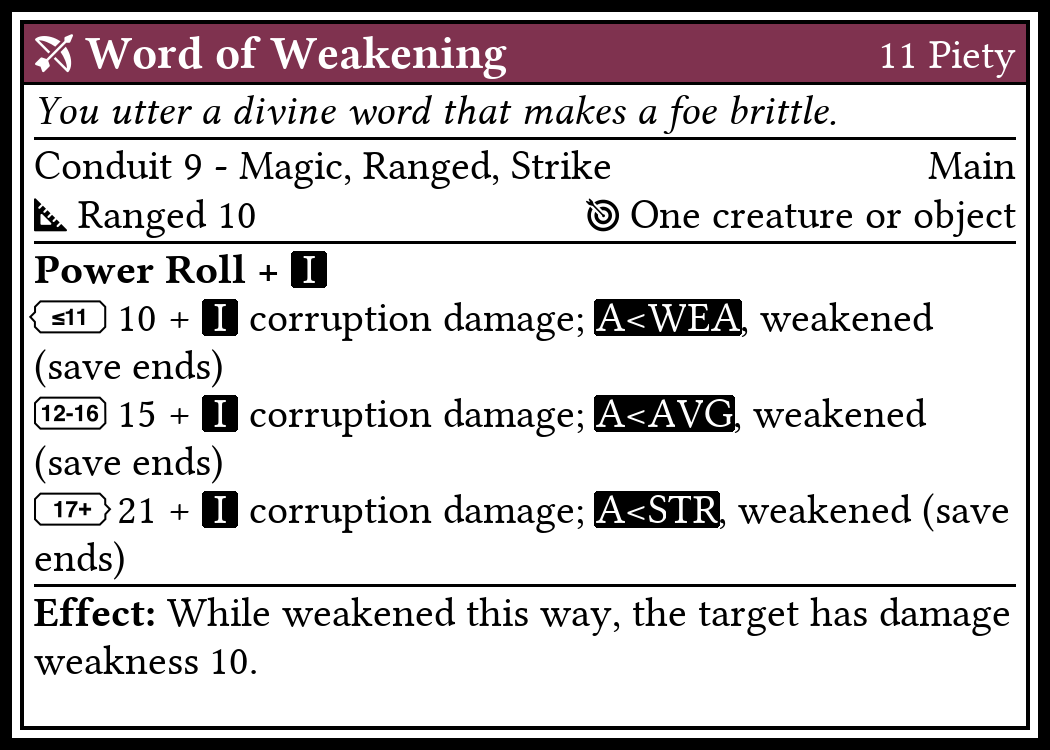 Word of Weakening 11 Piety
You utter a divine word that makes a foe brittle.
Conduit 9 - Magic, Ranged, Strike Main
Ranged 10 One creature or object
Power Roll + I
≤11 10 + I corruption damage; A<WEA, weakened
(save ends)
12-16 15 + I corruption damage; A<AVG, weakened
(save ends)
17+ 21 + I corruption damage; A<STR, weakened (save
ends)
Effect: While weakened this way, the target has damage
weakness 10.